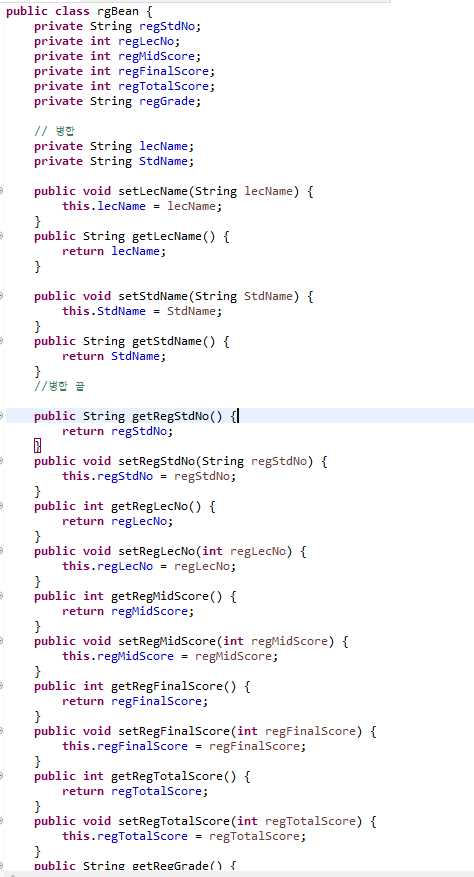 public class rgBean {
    private String regStdNo;
    private int regLecNo;
    private int regMidScore;
    private int regFinalScore;
    private int regTotalScore;
    private String regGrade;

    // 병합
    private String lecName;
    private String StdName;

    public void setLecName(String lecName) {
        this.lecName = lecName;
    }
    public String getLecName() {
        return lecName;
    }

    public void setStdName(String StdName) {
        this.StdName = StdName;
    }
    public String getStdName() {
        return StdName;
    }
    //병합 끝

    public String getRegStdNo() {
        return regStdNo;
    }
    public void setRegStdNo(String regStdNo) {
        this.regStdNo = regStdNo;
    }
    public int getRegLecNo() {
        return regLecNo;
    }
    public void setRegLecNo(int regLecNo) {
        this.regLecNo = regLecNo;
    }
    public int getRegMidScore() {
        return regMidScore;
    }
    public void setRegMidScore(int regMidScore) {
        this.regMidScore = regMidScore;
    }
    public int getRegFinalScore() {
        return regFinalScore;
    }
    public void setRegFinalScore(int regFinalScore) {
        this.regFinalScore = regFinalScore;
    }
    public int getRegTotalScore() {
        return regTotalScore;
    }
    public void setRegTotalScore(int regTotalScore) {
        this.regTotalScore = regTotalScore;
    }
    public String getRegGrade() {